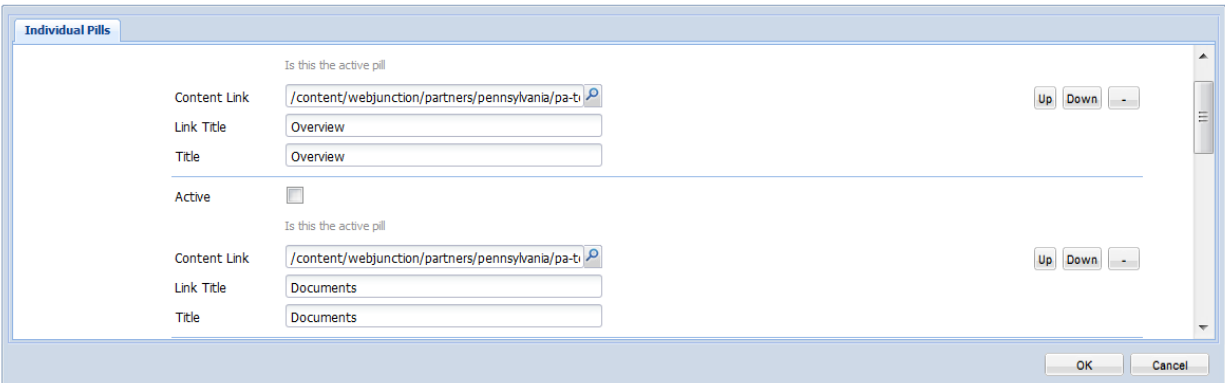 Individual Pills
Is this the active pill
Content Link /content/webjunction/partners/pennsylvania/pa-t Up Down -
Link Title Overview
Title Overview
Active
Is this the active pill
Content Link /content/webjunction/partners/pennsylvania/pa-t Up Down -
Link Title Documents
Title Documents
OK Cancel